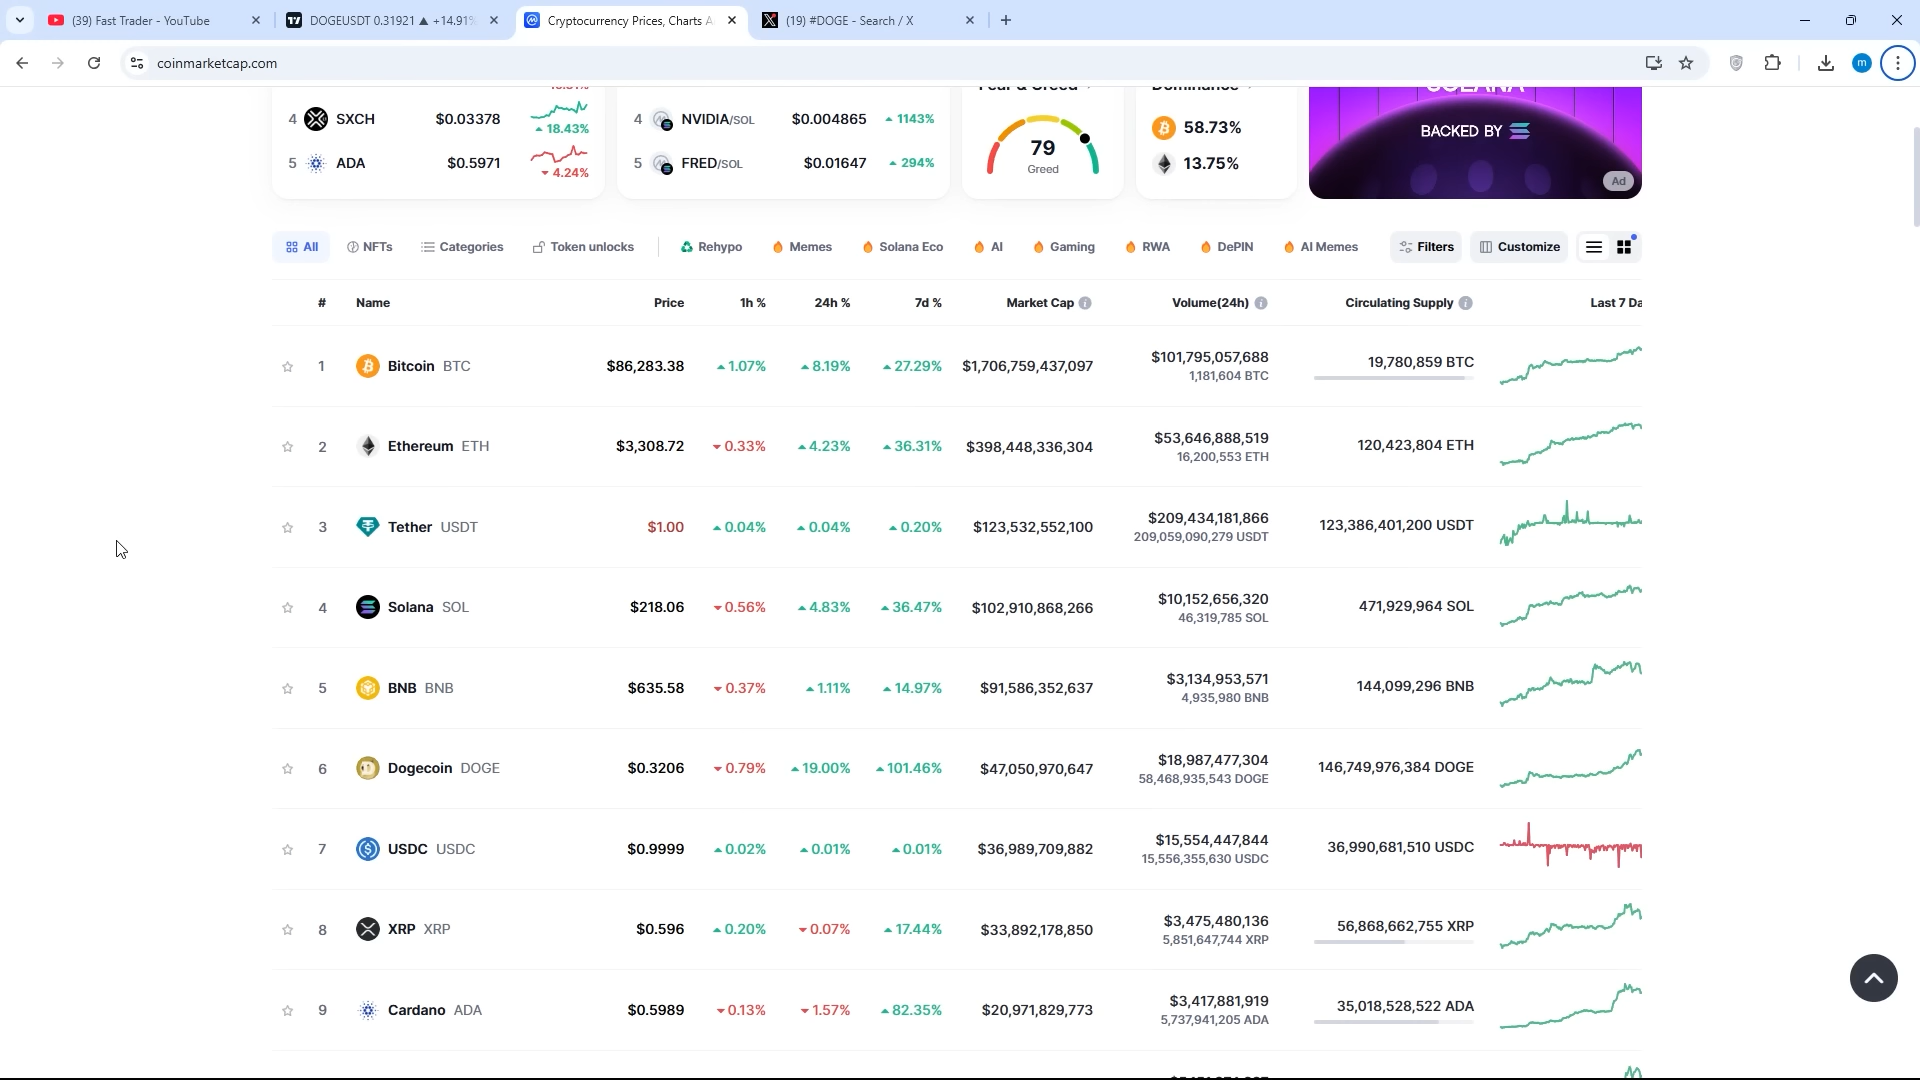 (39) Fast Trader - YouTube
DOGEUSDT 0.31921 ▲ +14.91%
Cryptocurrency Prices, Charts A
(19) #DOGE - Search / X
coinmarketcap.com
m
4 SXCH $0.03378 18.43%
5 ADA $0.5971 4.24%
4 NVIDIA/SOL $0.004865 1143%
5 FRED/SOL $0.01647 294%
Fear & Greed
79
Greed
Dominance
58.73%
13.75%
SOLANA
BACKED BY
Ad
All NFTs Categories Token unlocks Rehypo Memes Solana Eco AI Gaming RWA DePIN AI Memes Filters Customize
# Name Price 1h % 24h % 7d % Market Cap Volume(24h) Circulating Supply Last 7 Da
1 Bitcoin BTC $86,283.38 1.07% 8.19% 27.29% $1,706,759,437,097 $101,795,057,688 19,780,859 BTC
1,181,604 BTC
2 Ethereum ETH $3,308.72 0.33% 4.23% 36.31% $398,448,336,304 $53,646,888,519 120,423,804 ETH
16,200,553 ETH
3 Tether USDT $1.00 0.04% 0.04% 0.20% $123,532,552,100 $209,434,181,866 123,386,401,200 USDT
209,059,090,279 USDT
4 Solana SOL $218.06 0.56% 4.83% 36.47% $102,910,868,266 $10,152,656,320 471,929,964 SOL
46,319,785 SOL
5 BNB BNB $635.58 0.37% 1.11% 14.97% $91,586,352,637 $3,134,953,571 144,099,296 BNB
4,935,980 BNB
6 Dogecoin DOGE $0.3206 0.79% 19.00% 101.46% $47,050,970,647 $18,987,477,304 146,749,976,384 DOGE
58,468,935,543 DOGE
7 USDC USDC $0.9999 0.02% 0.01% 0.01% $36,989,709,882 $15,554,447,844 36,990,681,510 USDC
15,556,355,630 USDC
8 XRP XRP $0.596 0.20% 0.07% 17.44% $33,892,178,850 $3,475,480,136 56,868,662,755 XRP
5,851,647,744 XRP
9 Cardano ADA $0.5989 0.13% 1.57% 82.35% $20,971,829,773 $3,417,881,919 35,018,528,522 ADA
5,737,941,205 ADA